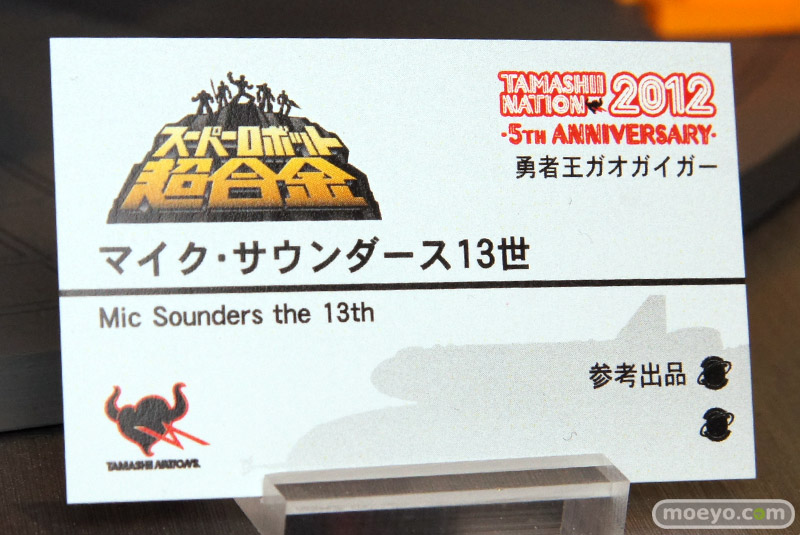 スーパーロボット
超合金
TAMASHII
NATION 2012
・5TH ANNIVERSARY・
勇者王ガオガイガー
マイク・サウンダース13世
Mic Sounders the 13th
参考出品
TAMASHII NATIONS
moeyo.com